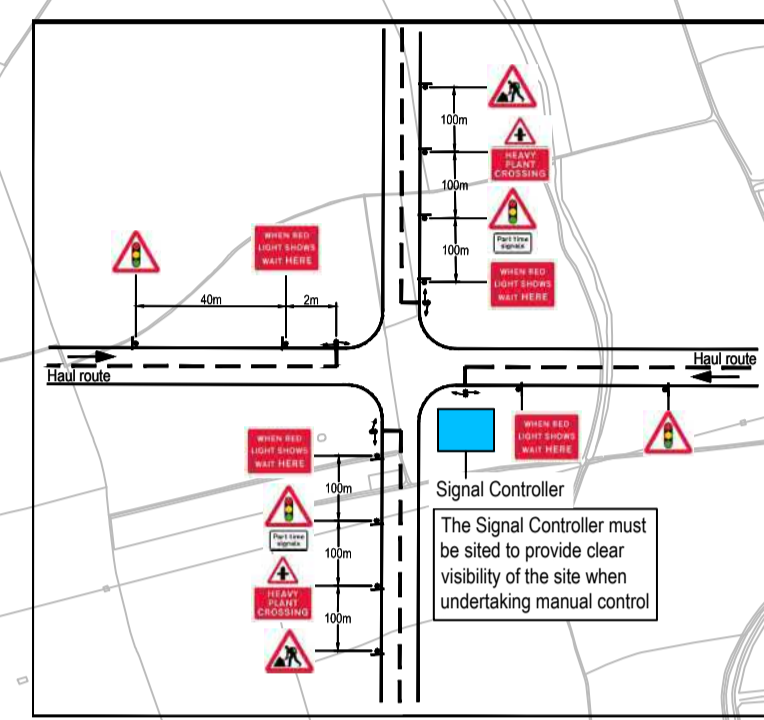 100m
HEAVY
PLANT
CROSSING
100m
Part time
signals
100m
WHEN RED
LIGHT SHOWS
WAIT HERE
WHEN RED
LIGHT SHOWS
WAIT HERE
40m
2m
Haul route
Haul route
WHEN RED
LIGHT SHOWS
WAIT HERE
100m
Part time
signals
100m
HEAVY
PLANT
CROSSING
100m
WHEN RED
LIGHT SHOWS
WAIT HERE
Signal Controller
The Signal Controller must
be sited to provide clear
visibility of the site when
undertaking manual control